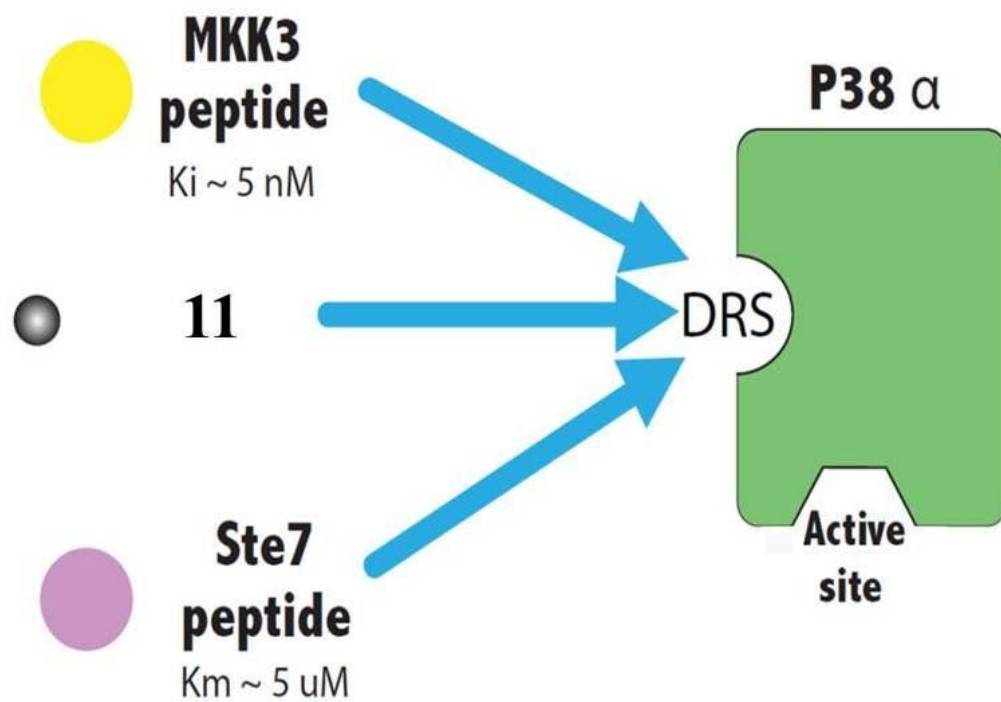 MKK3
peptide
Ki ~ 5 nM
11
Ste7
peptide
Km ~ 5 uM
P38 α
DRS
Active
site